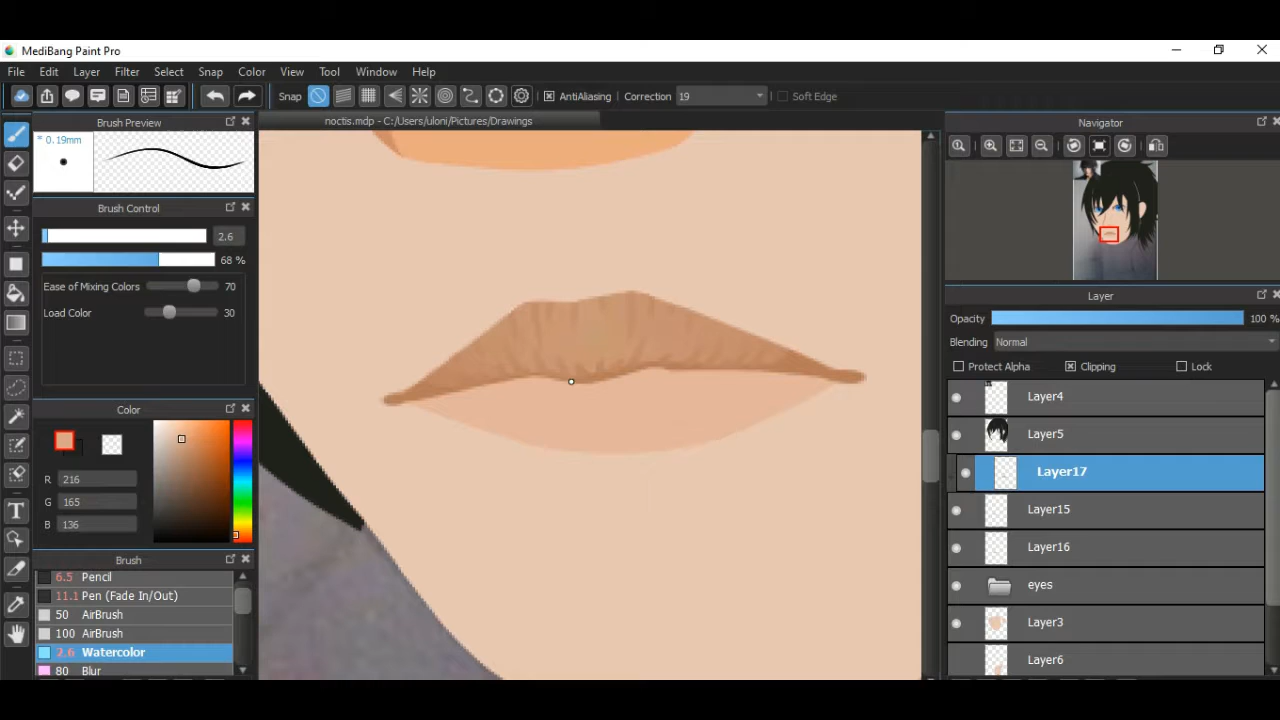 MediBang Paint Pro
File Edit Layer Filter Select Snap Color View Tool Window Help
Snap AntiAliasing Correction 19 Soft Edge
Brush Preview
noctis.mdp - C:/Users/uloni/Pictures/Drawings
Navigator
* 0.19mm
Brush Control
2.6
68 %
Ease of Mixing Colors 70
Load Color 30
Layer
Opacity 100 %
Blending Normal
Protect Alpha Clipping Lock
Layer4
Layer5
Layer17
Layer15
Layer16
eyes
Layer3
Layer6
Color
R 216
G 165
B 136
Brush
6.5 Pencil
11.1 Pen (Fade In/Out)
50 AirBrush
100 AirBrush
2.6 Watercolor
80 Blur